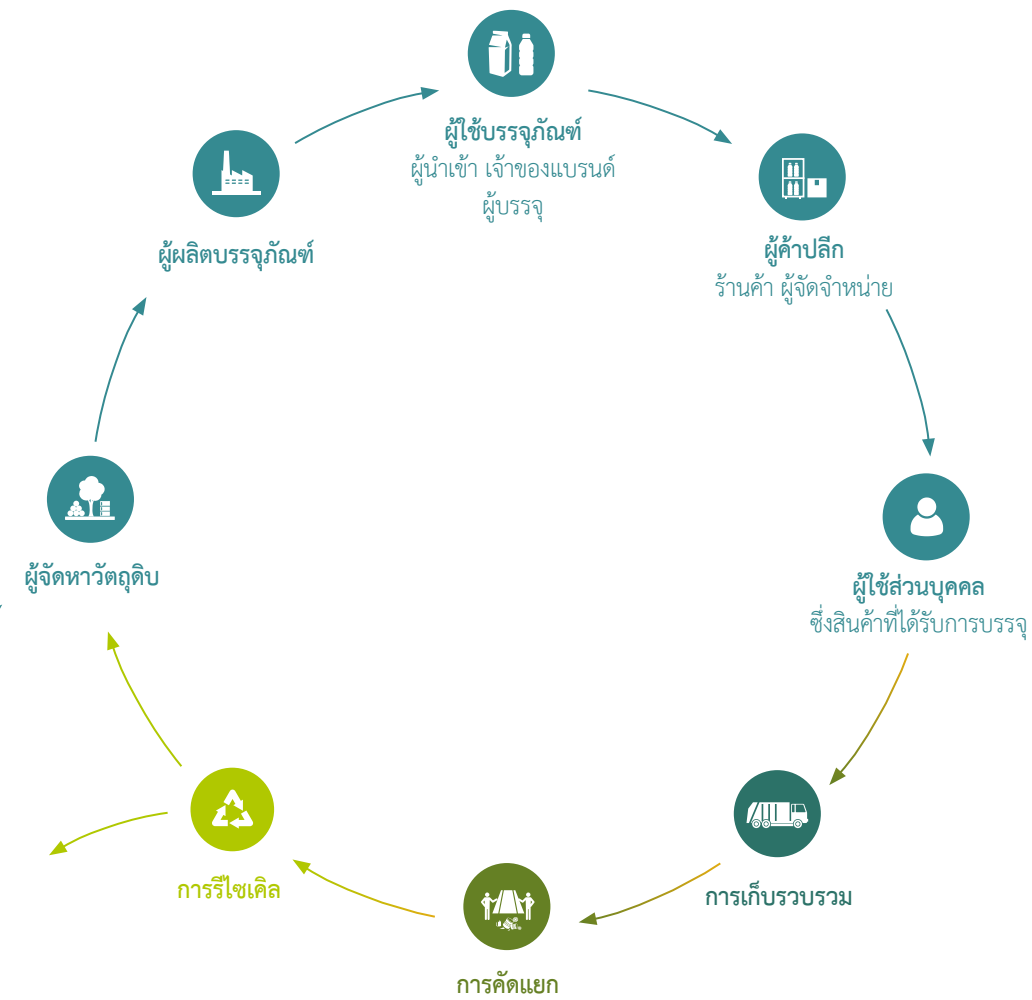 ผู้ใช้บรรจุภัณฑ์
ผู้นำเข้า เจ้าของแบรนด์
ผู้บรรจุ
ผู้ค้าปลีก
ร้านค้า ผู้จัดจำหน่าย
ผู้ใช้ส่วนบุคคล
ซึ่งสินค้าที่ได้รับการบรรจุ
การเก็บรวบรวม
การคัดแยก
การรีไซเคิล
ผู้จัดหาวัตถุดิบ
ผู้ผลิตบรรจุภัณฑ์